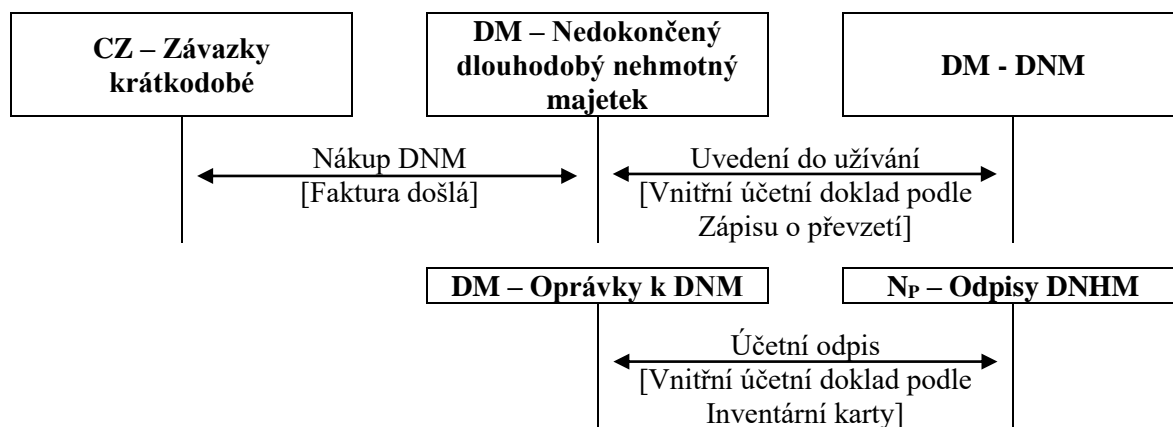 CZ – Závazky
krátkodobé
DM – Nedokončený
dlouhodobý nehmotný
majetek
DM - DNM
Nákup DNM
[Faktura došlá]
Uvedení do užívání
[Vnitřní účetní doklad podle
Zápisu o převzetí]
DM – Oprávky k DNM
NP – Odpisy DNHM
Účetní odpis
[Vnitřní účetní doklad podle
Inventární karty]